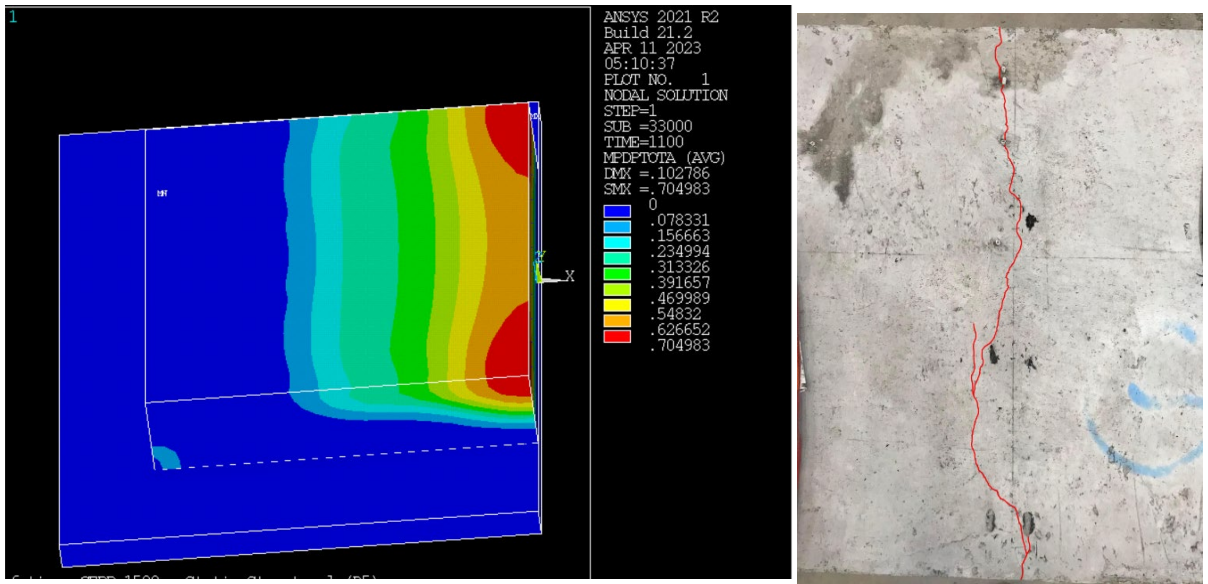 1
ANSYS 2021 R2
Build 21.2
APR 11 2023
05:10:37
PLOT NO. 1
NODAL SOLUTION
STEP=1
SUB =33000
TIME=1100
MPDPTOTA (AVG)
DMX =.102786
SMX =.704983
0
.078331
.156663
.234994
.313326
.391657
.469989
.54832
.626652
.704983
MN
MX
Y
X